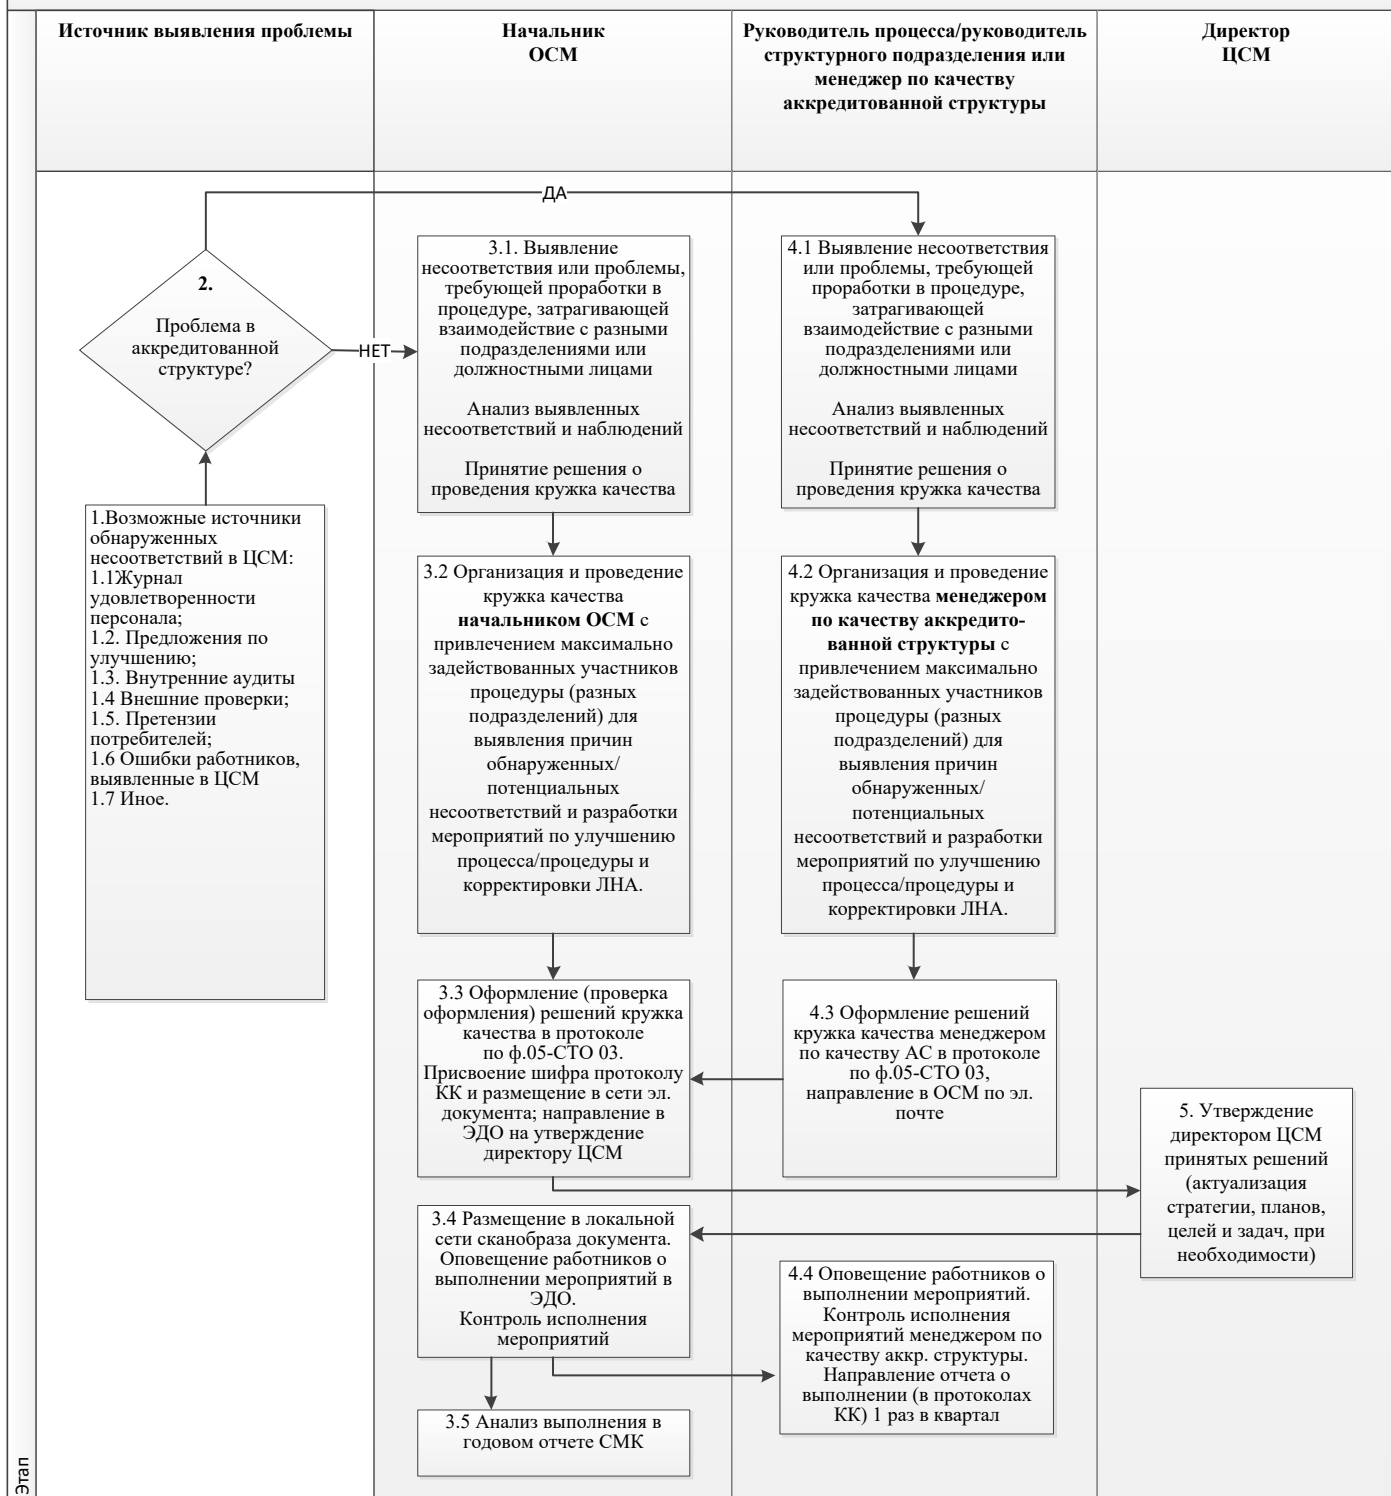 Источник выявления проблемы
Начальник
ОСМ
Руководитель процесса/руководитель
структурного подразделения или
менеджер по качеству
аккредитованной структуры
Директор
ЦСМ
ДА
2.
Проблема в
аккредитованной
структуре?
НЕТ
3.1. Выявление
несоответствия или проблемы,
требующей проработки в
процедуре, затрагивающей
взаимодействие с разными
подразделениями или
должностными лицами
Анализ выявленных
несоответствий и наблюдений
Принятие решения о
проведения кружка качества
4.1 Выявление несоответствия
или проблемы, требующей
проработки в процедуре,
затрагивающей
взаимодействие с разными
подразделениями или
должностными лицами
Анализ выявленных
несоответствий и наблюдений
Принятие решения о
проведения кружка качества
1.Возможные источники
обнаруженных
несоответствий в ЦСМ:
1.1Журнал
удовлетворенности
персонала;
1.2. Предложения по
улучшению;
1.3. Внутренние аудиты
1.4 Внешние проверки;
1.5. Претензии
потребителей;
1.6 Ошибки работников,
выявленные в ЦСМ
1.7 Иное.
3.2 Организация и проведение
кружка качества
начальником ОСМ с
привлечением максимально
задействованных участников
процедуры (разных
подразделений) для
выявления причин
обнаруженных/
потенциальных
несоответствий и разработки
мероприятий по улучшению
процесса/процедуры и
корректировки ЛНА.
4.2 Организация и проведение
кружка качества менеджером
по качеству аккредито-
ванной структуры с
привлечением максимально
задействованных участников
процедуры (разных
подразделений) для
выявления причин
обнаруженных/
потенциальных
несоответствий и разработки
мероприятий по улучшению
процесса/процедуры и
корректировки ЛНА.
3.3 Оформление (проверка
оформления) решений кружка
качества в протоколе
по ф.05-СТО 03.
Присвоение шифра протоколу
КК и размещение в сети эл.
документа; направление в
ЭДО на утверждение
директору ЦСМ
4.3 Оформление решений
кружка качества менеджером
по качеству АС в протоколе
по ф.05-СТО 03,
направление в ОСМ по эл.
почте
5. Утверждение
директором ЦСМ
принятых решений
(актуализация
стратегии, планов,
целей и задач, при
необходимости)
3.4 Размещение в локальной
сети сканобраза документа.
Оповещение работников о
выполнении мероприятий в
ЭДО.
Контроль исполнения
мероприятий
4.4 Оповещение работников о
выполнении мероприятий.
Контроль исполнения
мероприятий менеджером по
качеству аккр. структуры.
Направление отчета о
выполнении (в протоколах
КК) 1 раз в квартал
3.5 Анализ выполнения в
годовом отчете СМК
Этап